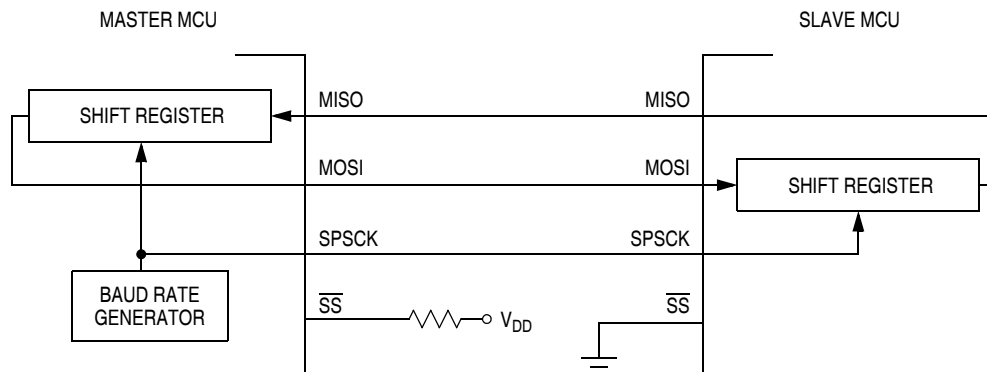 MASTER MCU
SLAVE MCU
SHIFT REGISTER
MISO
MISO
MOSI
MOSI
SHIFT REGISTER
SPSCK
SPSCK
BAUD RATE
GENERATOR
SS
VDD
SS